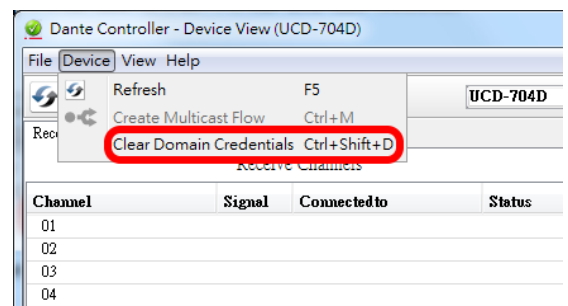 Dante Controller - Device View (UCD-704D)
File Device View Help
Refresh F5
UCD-704D
Create Multicast Flow Ctrl+M
Clear Domain Credentials Ctrl+Shift+D
Receive Channels
Channel Signal Connected to Status
01
02
03
04